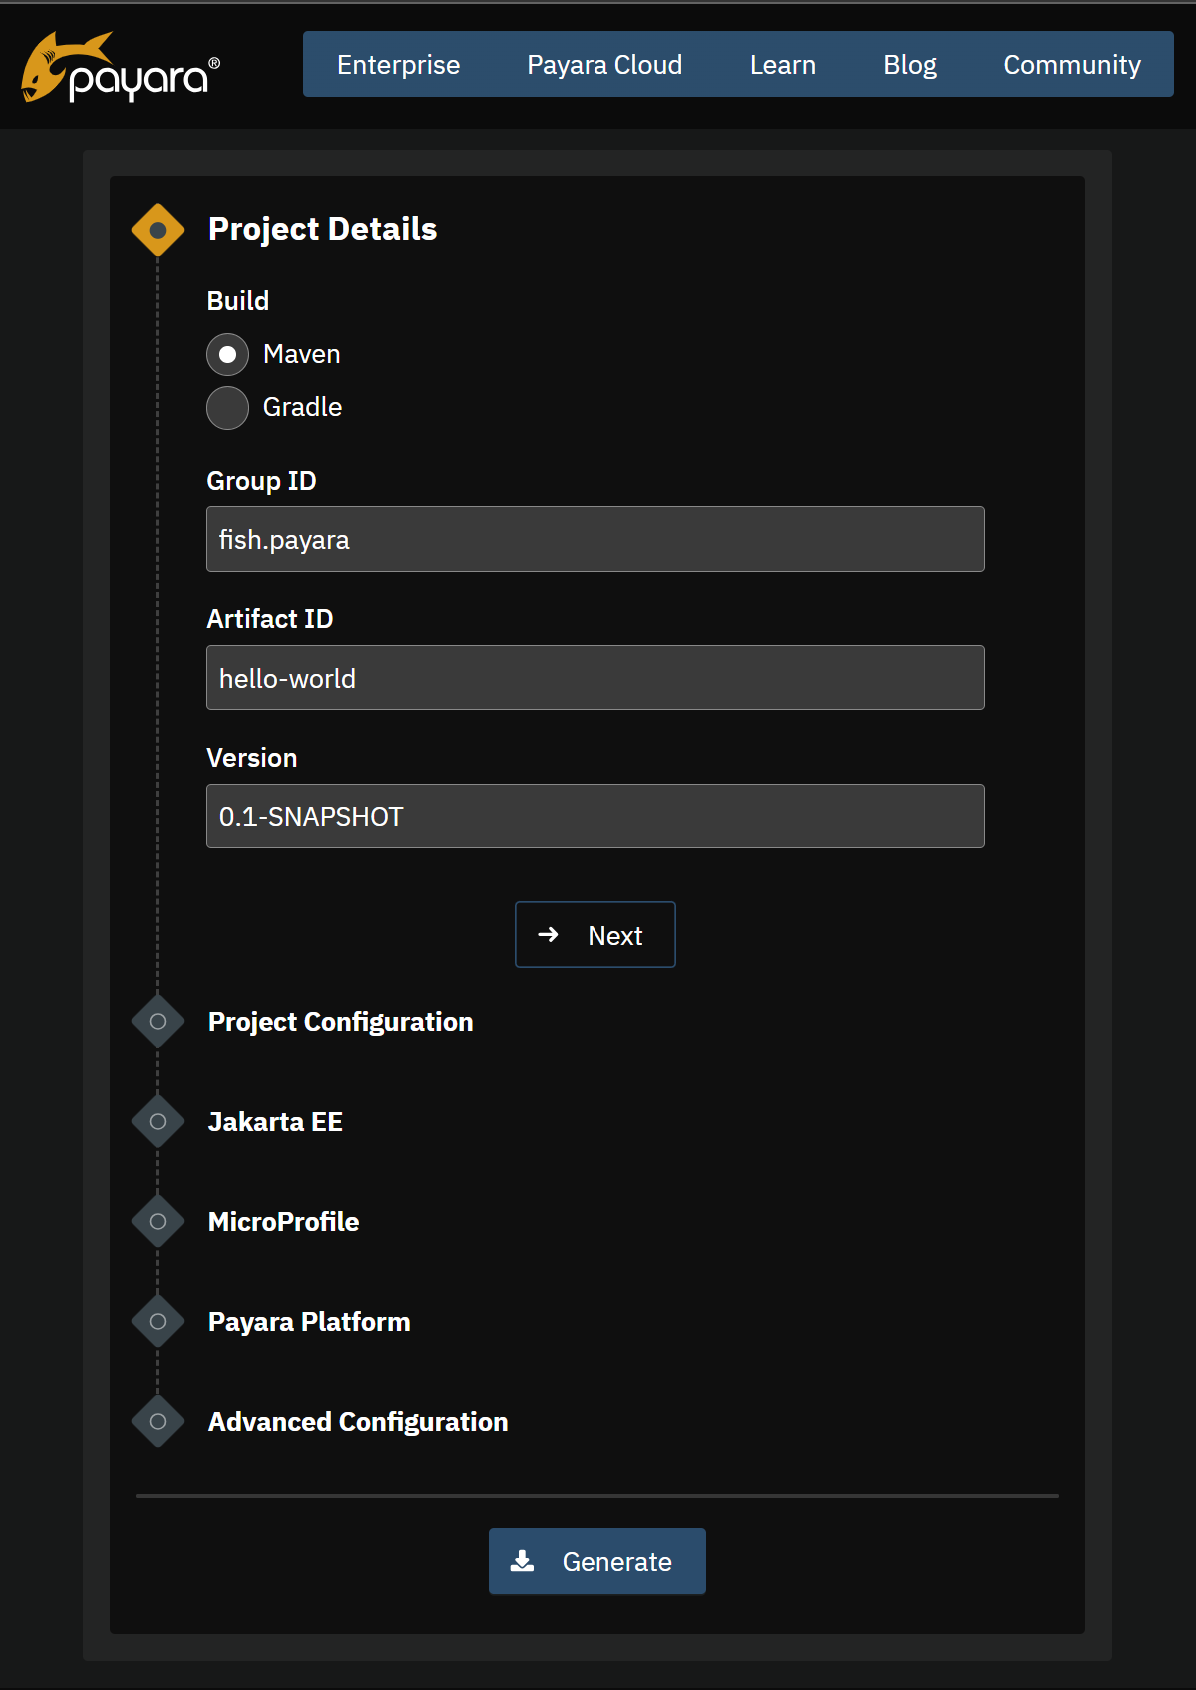 payara®
Enterprise Payara Cloud Learn Blog Community
Project Details
Build
Maven
Gradle
Group ID
fish.payara
Artifact ID
hello-world
Version
0.1-SNAPSHOT
Next
Project Configuration
Jakarta EE
MicroProfile
Payara Platform
Advanced Configuration
Generate